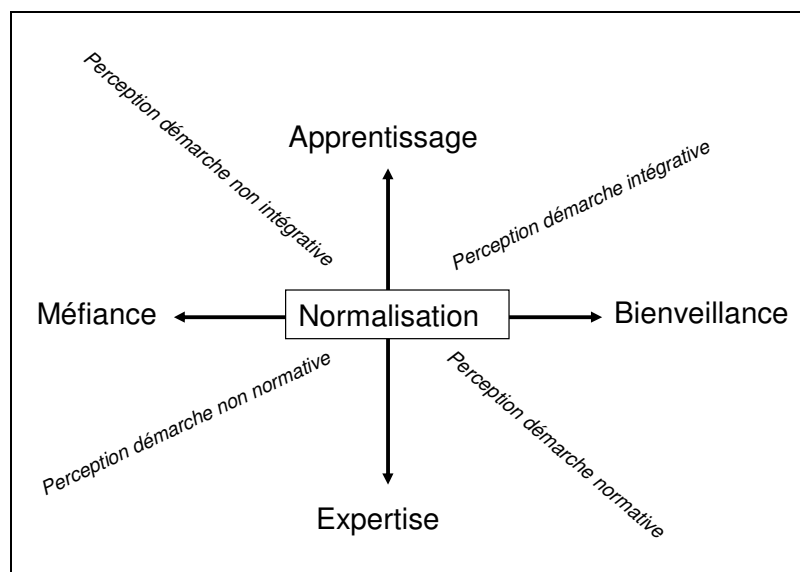 Perception démarche non intégrative
Apprentissage
Perception démarche intégrative
Méfiance
Normalisation
Bienveillance
Perception démarche non normative
Perception démarche normative
Expertise